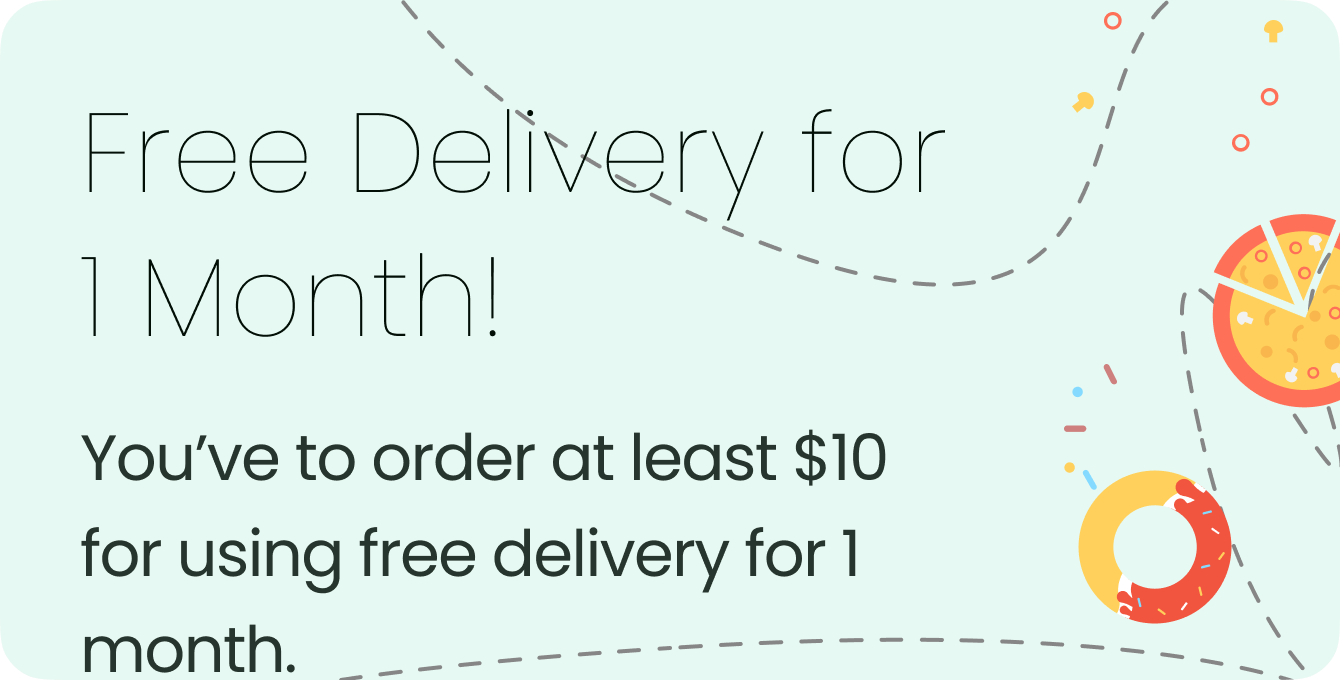 Free Delivery for
1 Month!
You’ve to order at least $10
for using free delivery for 1
month.